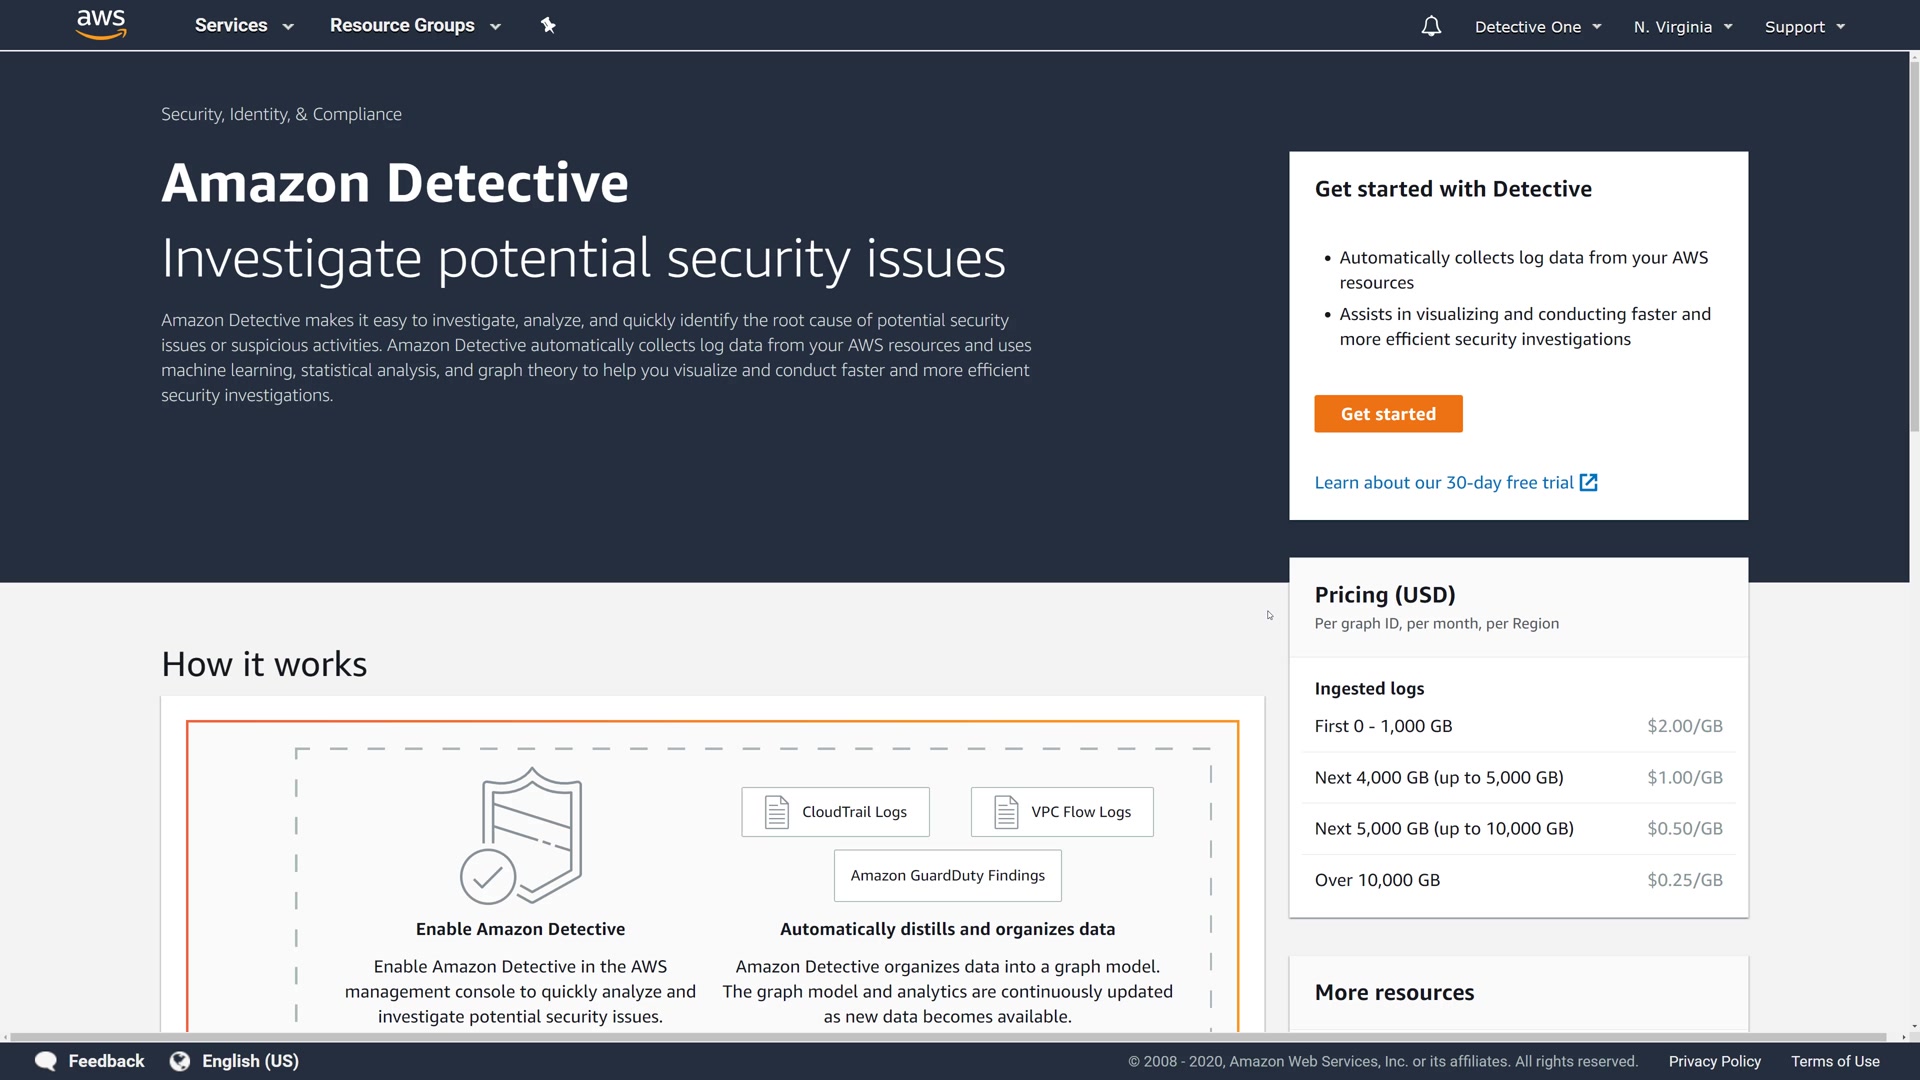 aws
Services
Resource Groups
Detective One
N. Virginia
Support
Security, Identity, & Compliance
Amazon Detective
Investigate potential security issues
Amazon Detective makes it easy to investigate, analyze, and quickly identify the root cause of potential security
issues or suspicious activities. Amazon Detective automatically collects log data from your AWS resources and uses
machine learning, statistical analysis, and graph theory to help you visualize and conduct faster and more efficient
security investigations.
Get started with Detective
• Automatically collects log data from your AWS
resources
• Assists in visualizing and conducting faster and
more efficient security investigations
Get started
Learn about our 30-day free trial
Pricing (USD)
Per graph ID, per month, per Region
Ingested logs
First 0 - 1,000 GB $2.00/GB
Next 4,000 GB (up to 5,000 GB) $1.00/GB
Next 5,000 GB (up to 10,000 GB) $0.50/GB
Over 10,000 GB $0.25/GB
More resources
How it works
Enable Amazon Detective
Enable Amazon Detective in the AWS
management console to quickly analyze and
investigate potential security issues.
CloudTrail Logs
VPC Flow Logs
Amazon GuardDuty Findings
Automatically distills and organizes data
Amazon Detective organizes data into a graph model.
The graph model and analytics are continuously updated
as new data becomes available.
Feedback
English (US)
© 2008 - 2020, Amazon Web Services, Inc. or its affiliates. All rights reserved.
Privacy Policy
Terms of Use